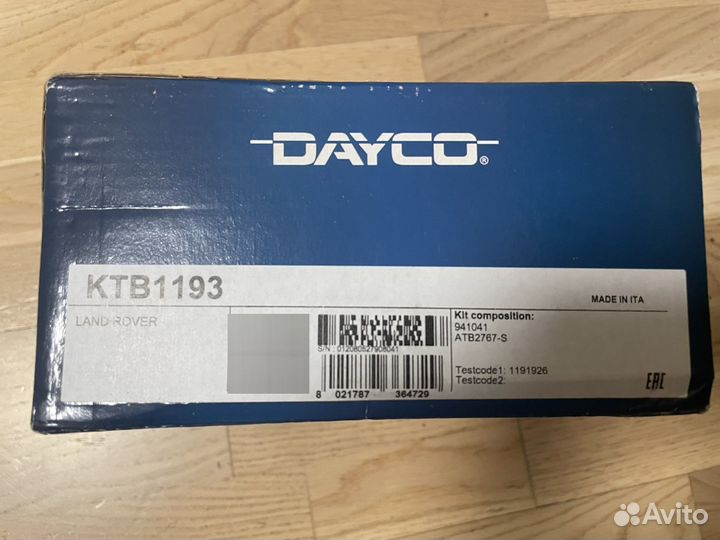 DAYCO®
KTB1193
MADE IN ITA
LAND ROVER
Kit composition:
941041
ATB2767-S
S/N : 012080527908041
Testcode1: 1191926
Testcode2:
8 021787 364729
EAC
Avito